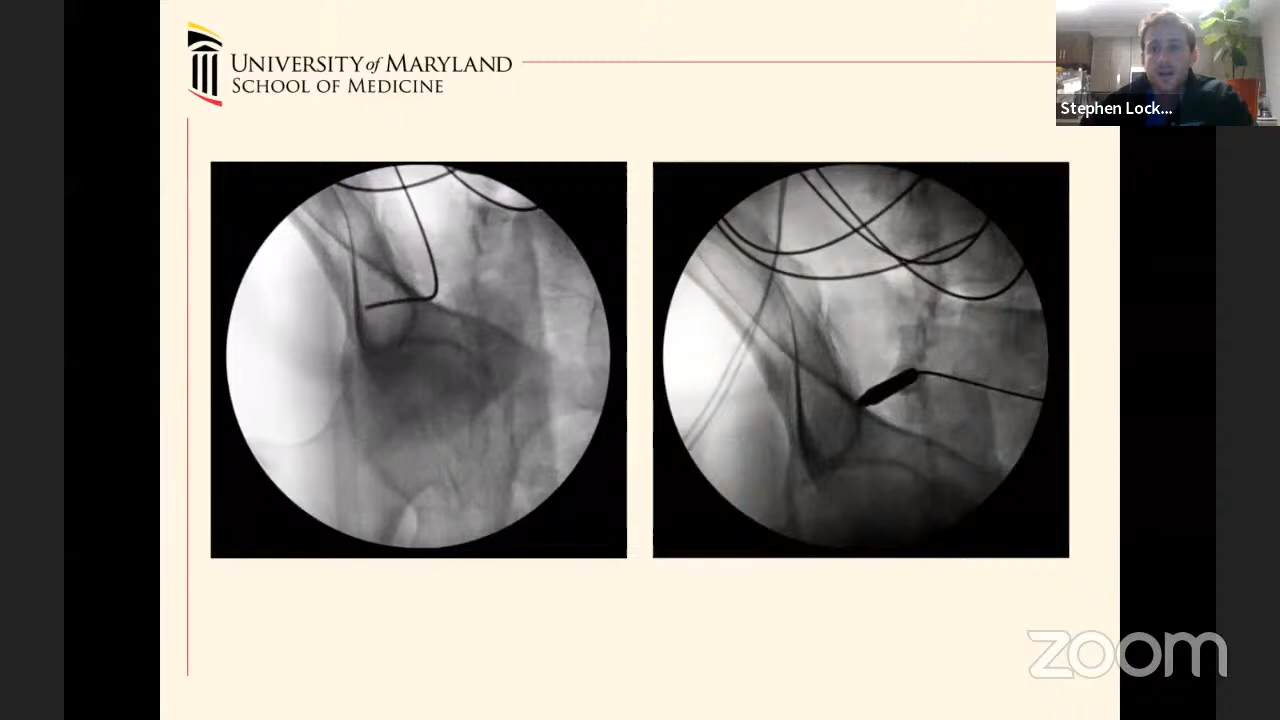 UNIVERSITY of MARYLAND
SCHOOL OF MEDICINE
Stephen Lock...
zoom